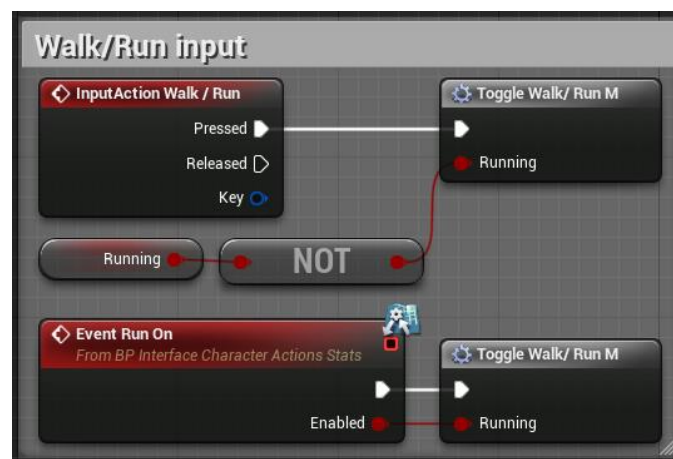 Walk/Run input
InputAction Walk / Run
Pressed
Released
Key
Toggle Walk/ Run M
Running
Running
NOT
Event Run On
From BP Interface Character Actions Stats
Enabled
Toggle Walk/ Run M
Running